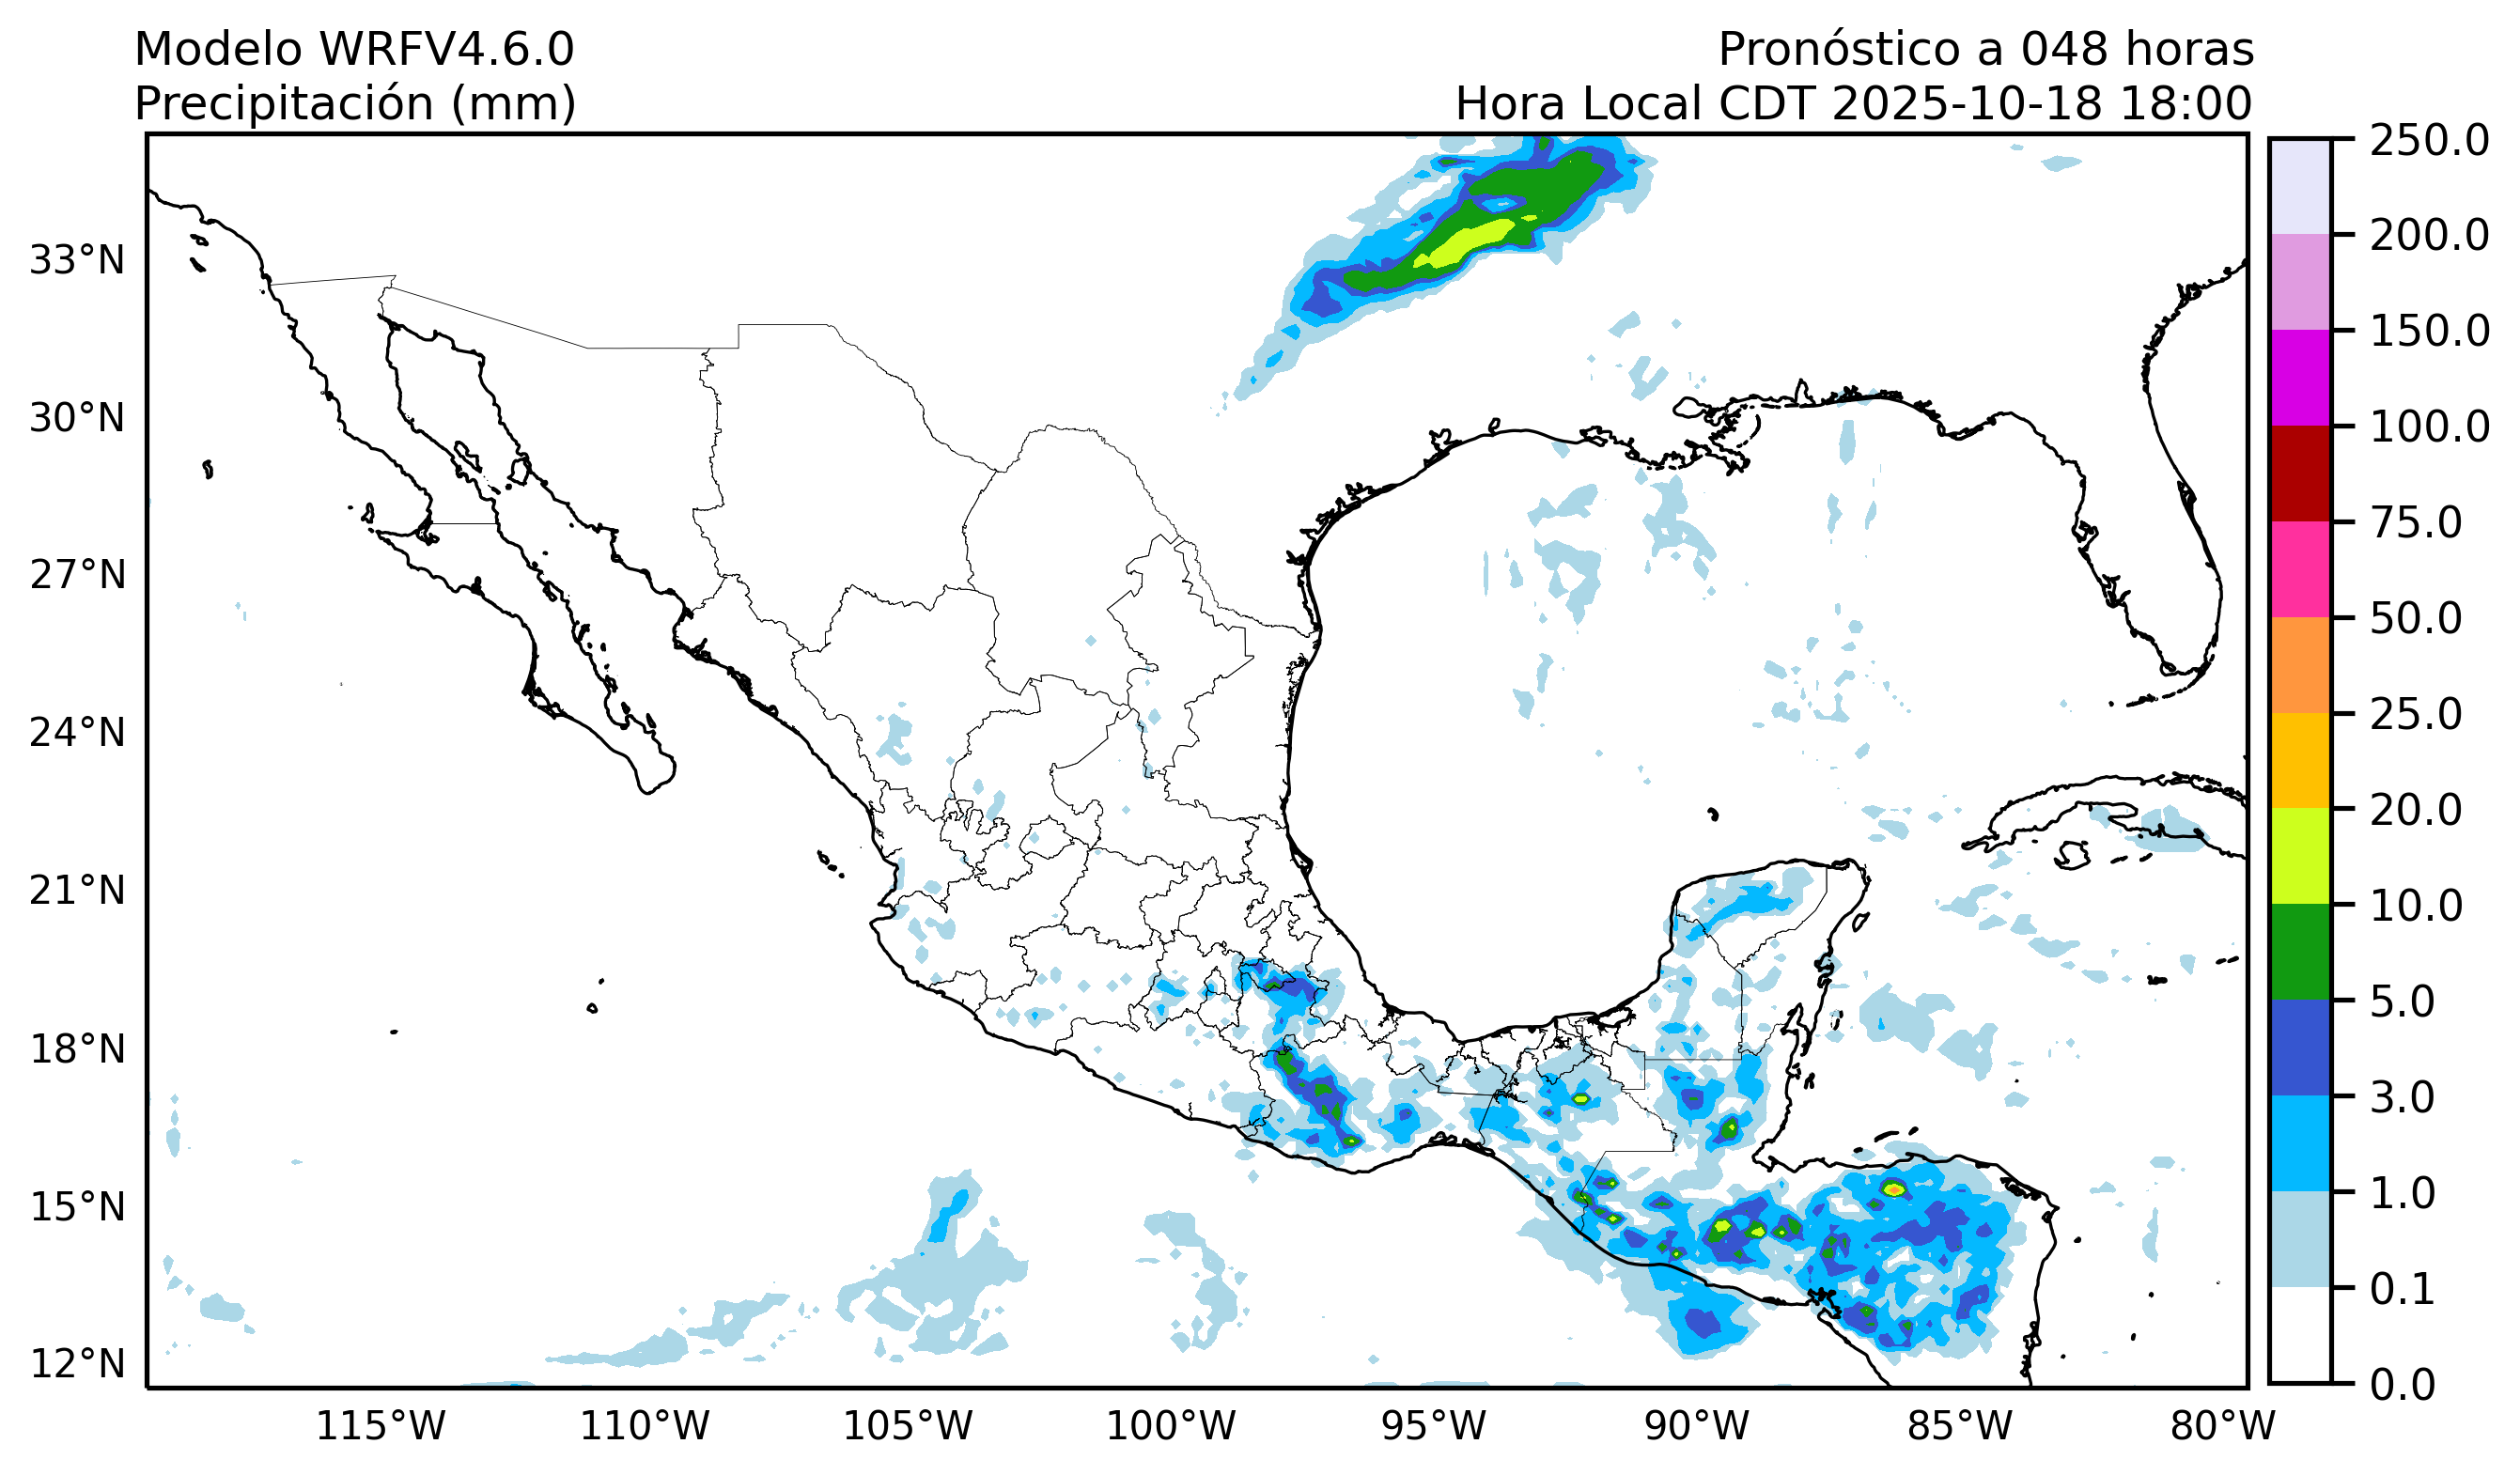 Modelo WRFV4.6.0
Precipitación (mm)
Pronóstico a 048 horas
Hora Local CDT 2025-10-18 18:00
33°N
30°N
27°N
24°N
21°N
18°N
15°N
12°N
115°W
110°W
105°W
100°W
95°W
90°W
85°W
80°W
250.0
200.0
150.0
100.0
75.0
50.0
25.0
20.0
10.0
5.0
3.0
1.0
0.1
0.0